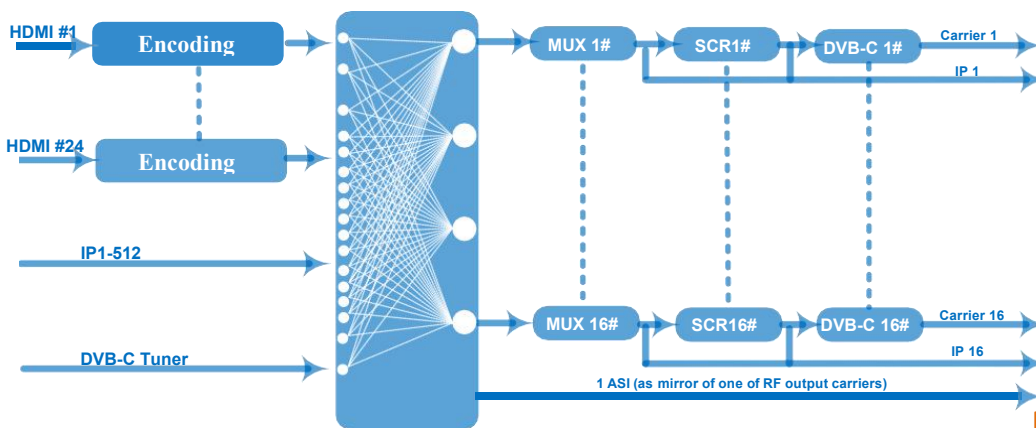 HDMI #1
Encoding
MUX 1#
SCR1#
DVB-C 1#
Carrier 1
IP 1
HDMI #24
Encoding
IP1-512
MUX 16#
SCR16#
DVB-C 16#
Carrier 16
IP 16
DVB-C Tuner
1 ASI (as mirror of one of RF output carriers)